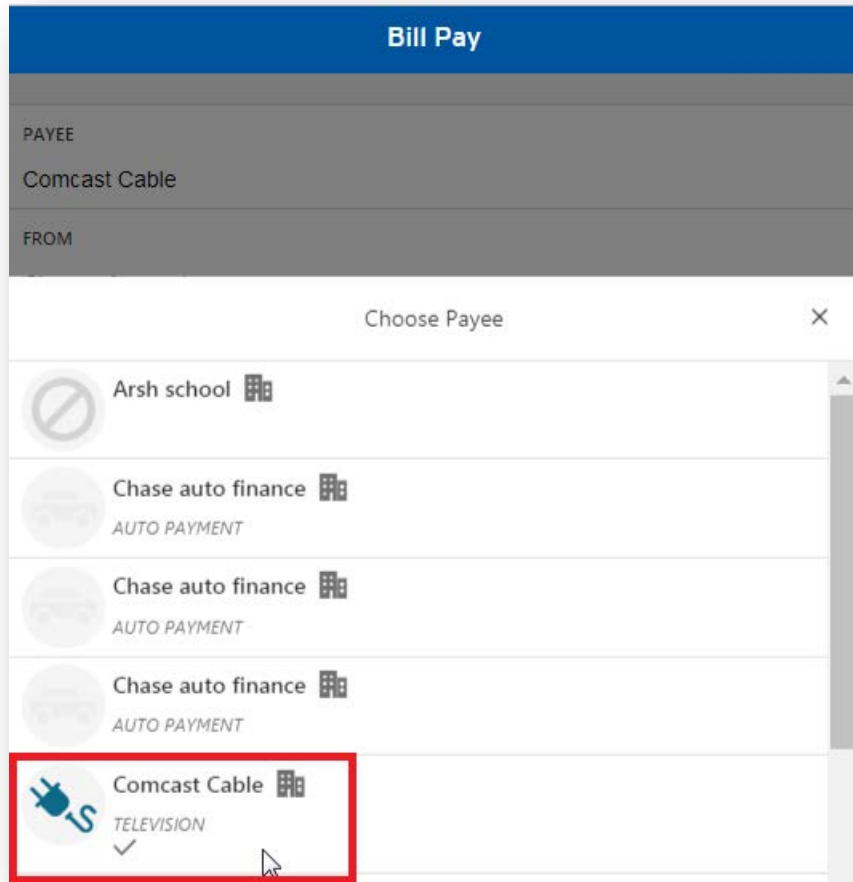 Bill Pay
PAYEE
Comcast Cable
FROM
Choose Payee
Arsh school
Chase auto finance
AUTO PAYMENT
Chase auto finance
AUTO PAYMENT
Chase auto finance
AUTO PAYMENT
Comcast Cable
TELEVISION